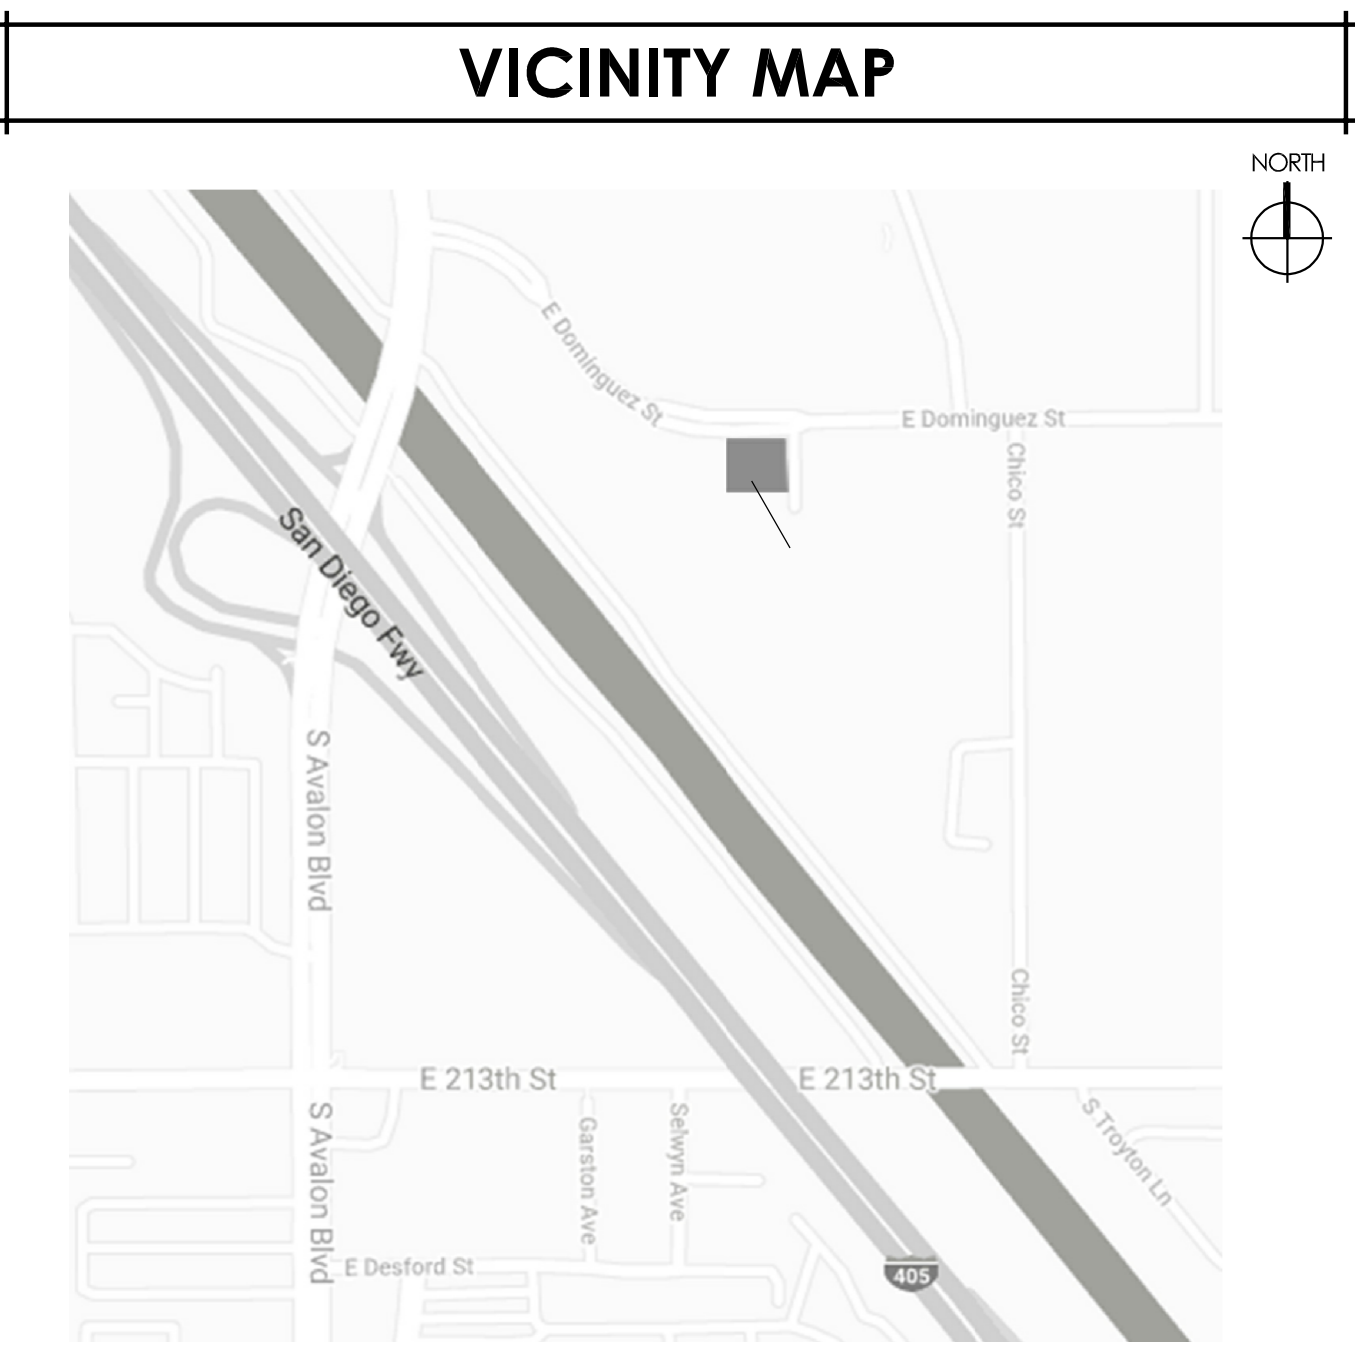 VICINITY MAP
NORTH
E Dominguez St
E Dominguez St
Chico St
San Diego Fwy
S Avalon Blvd
Chico St
E 213th St
E 213th St
S Avalon Blvd
Garston Ave
Selwyn Ave
S Troyton Ln
E Desford St
405